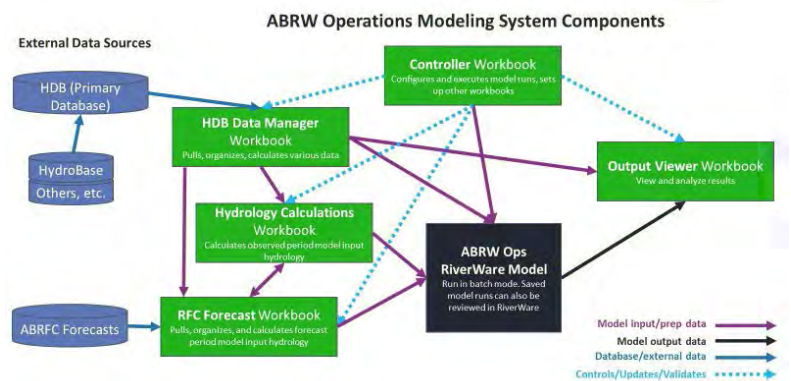 ABRW Operations Modeling System Components
External Data Sources
HDB (Primary
Database)
HydroBase
Others, etc.
ABRFC Forecasts
Controller Workbook
Configures and executes model runs, sets
up other workbooks
HDB Data Manager
Workbook
Pulls, organizes, calculates various data
Output Viewer Workbook
View and analyze results
Hydrology Calculations
Workbook
Calculates observed period model input
hydrology
ABRW Ops
RiverWare Model
Run in batch mode. Saved
model runs can also be
reviewed in RiverWare
RFC Forecast Workbook
Pulls, organizes, and calculates forecast
period model input hydrology
Model input/prep data
Model output data
Database/external data
Controls/Updates/Validates